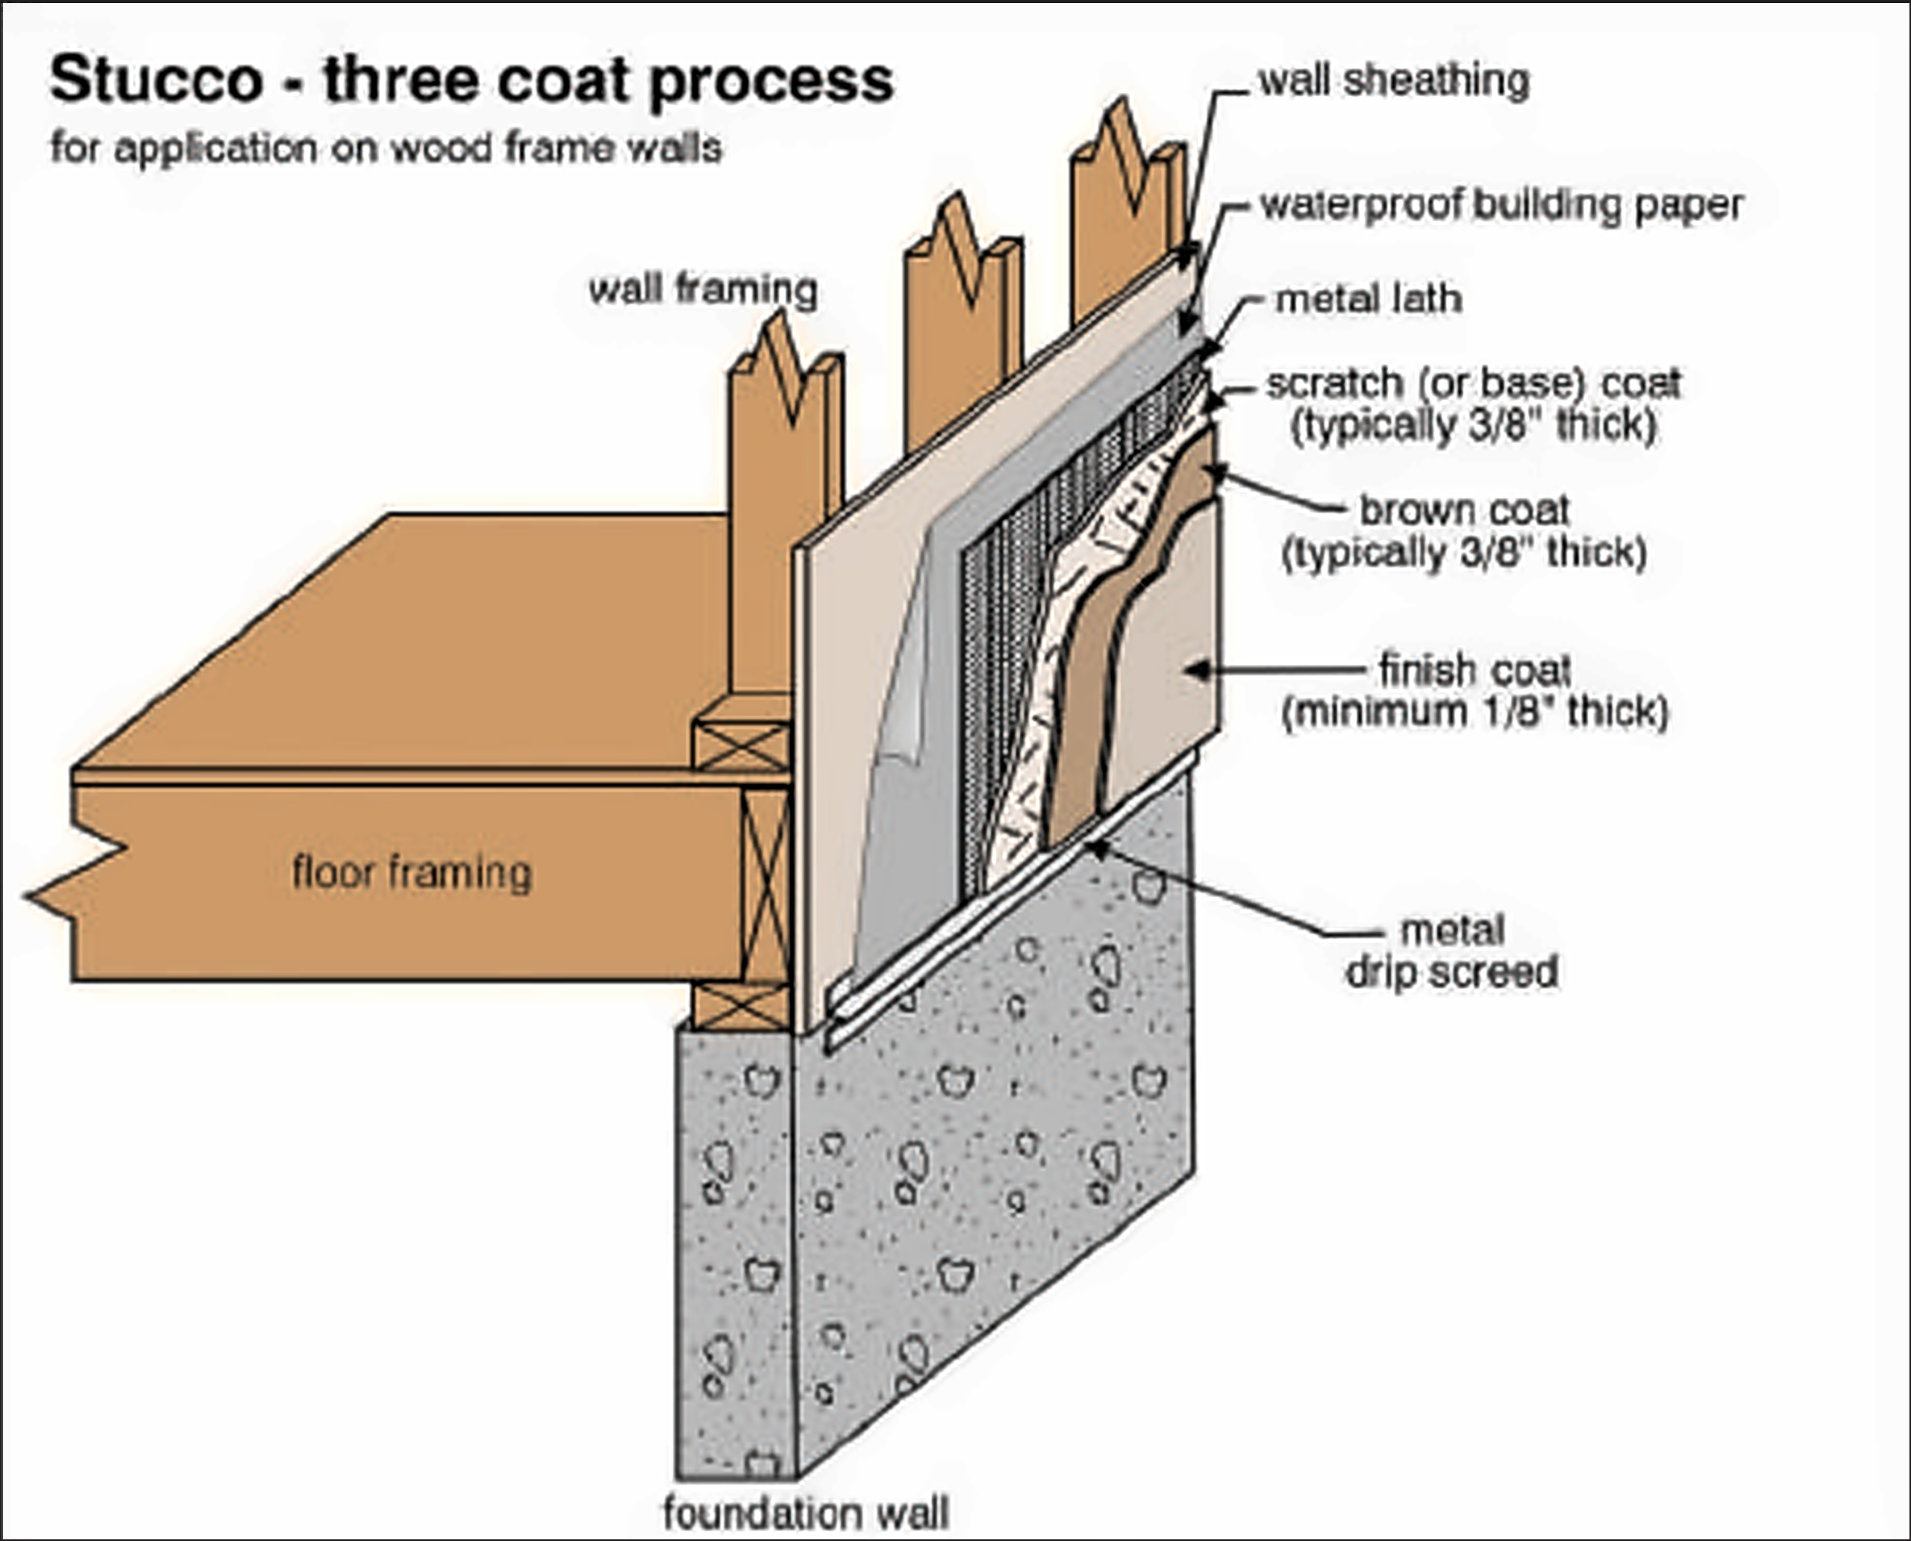 Stucco - three coat process
for application on wood frame walls
wall sheathing
waterproof building paper
wall framing
metal lath
scratch (or base) coat
(typically 3/8" thick)
brown coat
(typically 3/8" thick)
finish coat
(minimum 1/8" thick)
floor framing
metal
drip screed
foundation wall